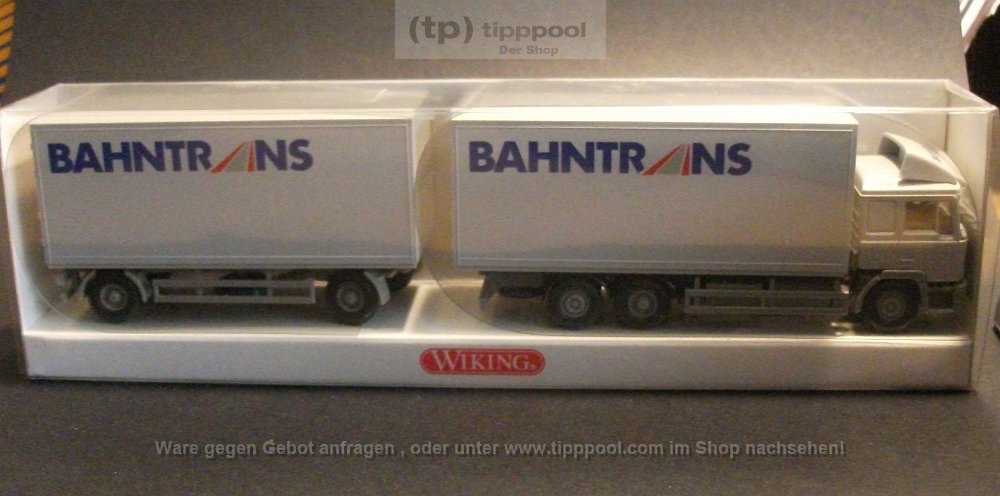 (tp) tipppool
Der Shop
BAHNTRANS
BAHNTRANS
WIKING®
Ware gegen Gebot anfragen , oder unter www.tipppool.com im Shop nachsehen!